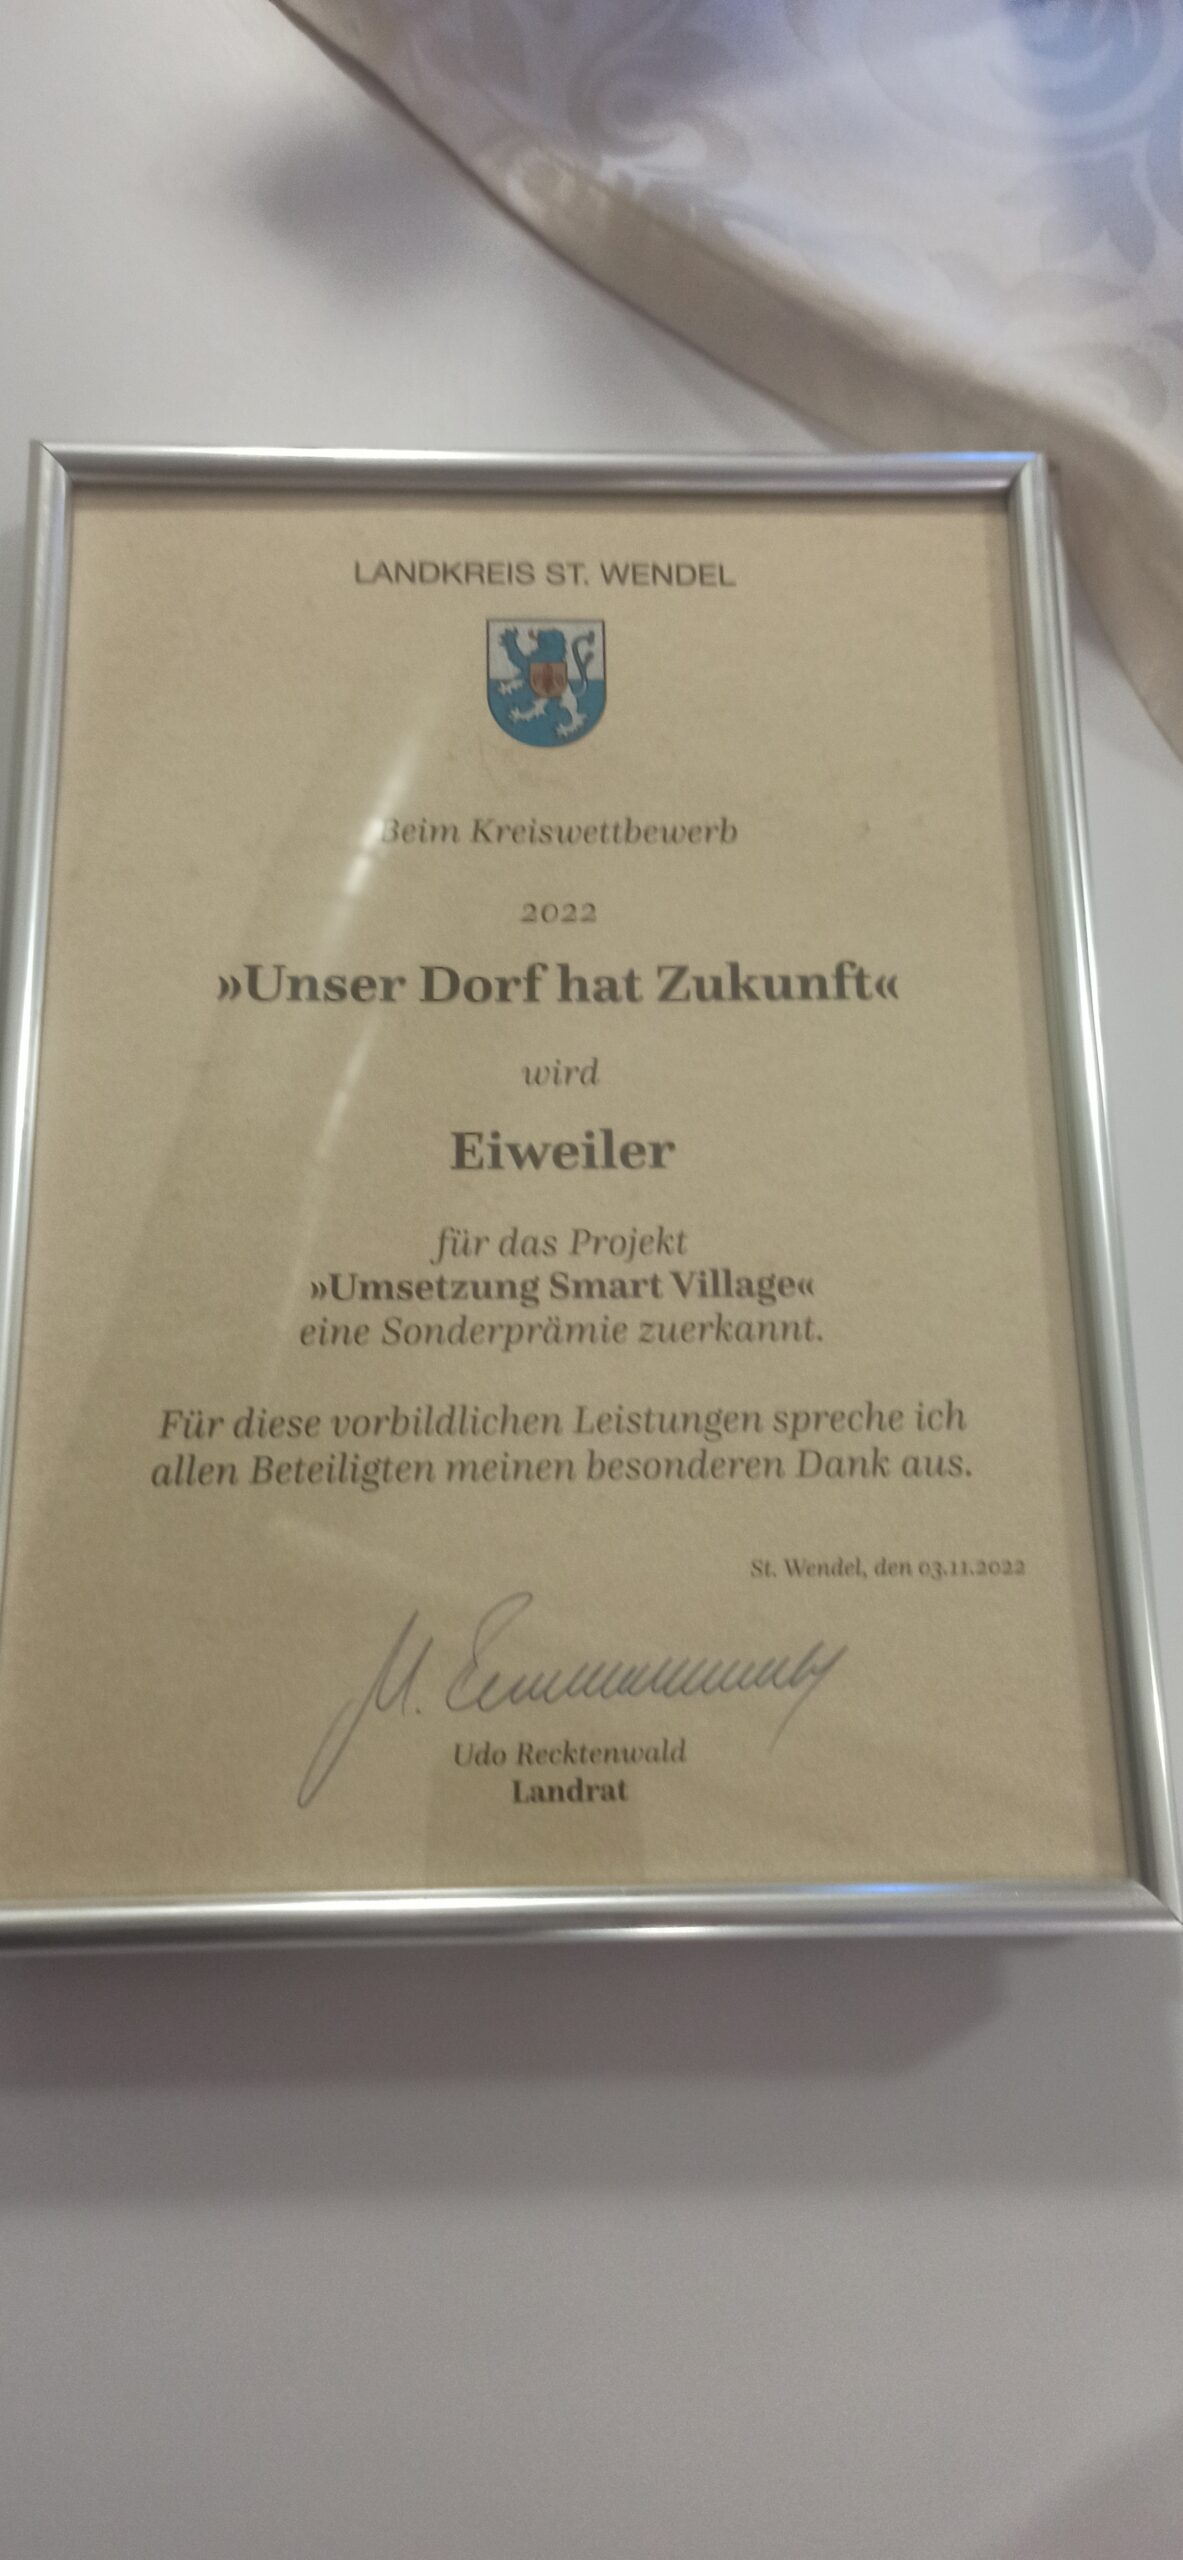 LANDKREIS ST. WENDEL
Beim Kreiswettbewerb
2022
»Unser Dorf hat Zukunft«
wird
Eiweiler
für das Projekt
»Umsetzung Smart Village«
eine Sonderprämie zuerkannt.
Für diese vorbildlichen Leistungen spreche ich
allen Beteiligten meinen besonderen Dank aus.
St. Wendel, den 03.11.2022
Udo Recktenwald
Landrat